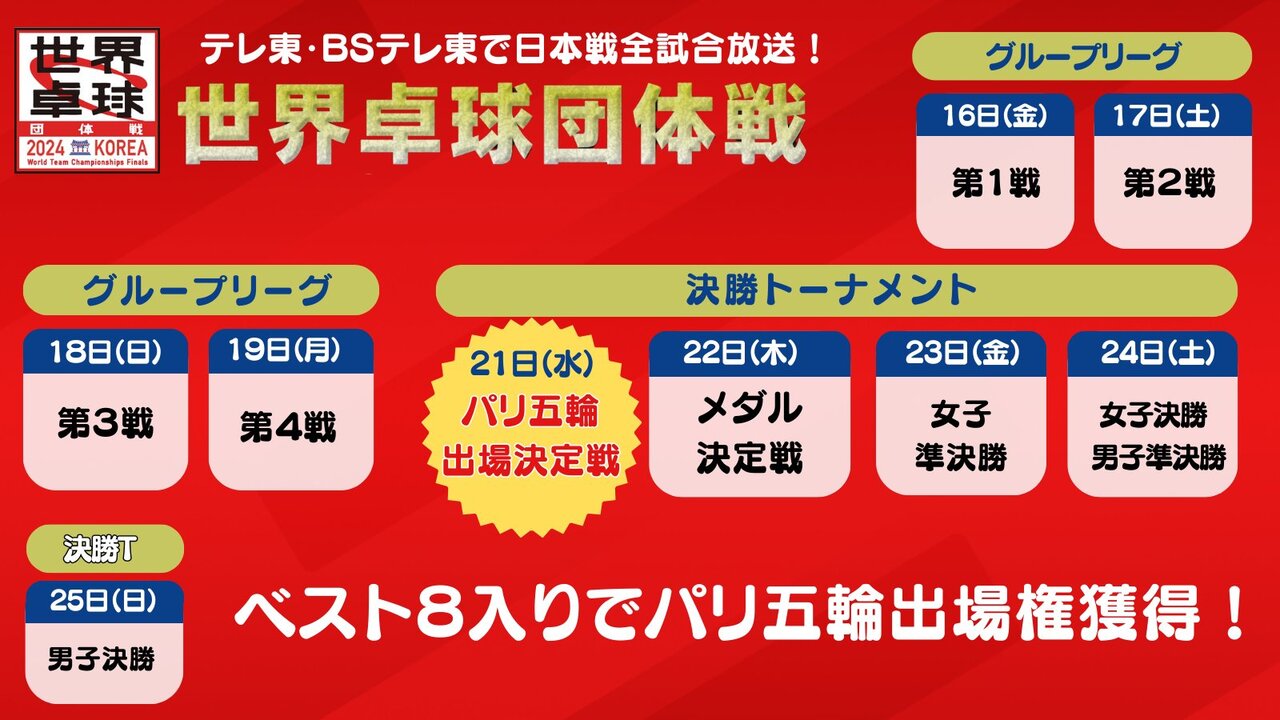 世界
卓球
団体戦
2024 KOREA
World Team Championships Finals
テレ東・BSテレ東で日本戦全試合放送！
世界卓球団体戦
グループリーグ
16日(金)
第1戦
17日(土)
第2戦
グループリーグ
18日(日)
第3戦
19日(月)
第4戦
決勝トーナメント
21日(水)
パリ五輪
出場決定戦
22日(木)
メダル
決定戦
23日(金)
女子
準決勝
24日(土)
女子決勝
男子準決勝
決勝T
25日(日)
男子決勝
ベスト8入りでパリ五輪出場権獲得！